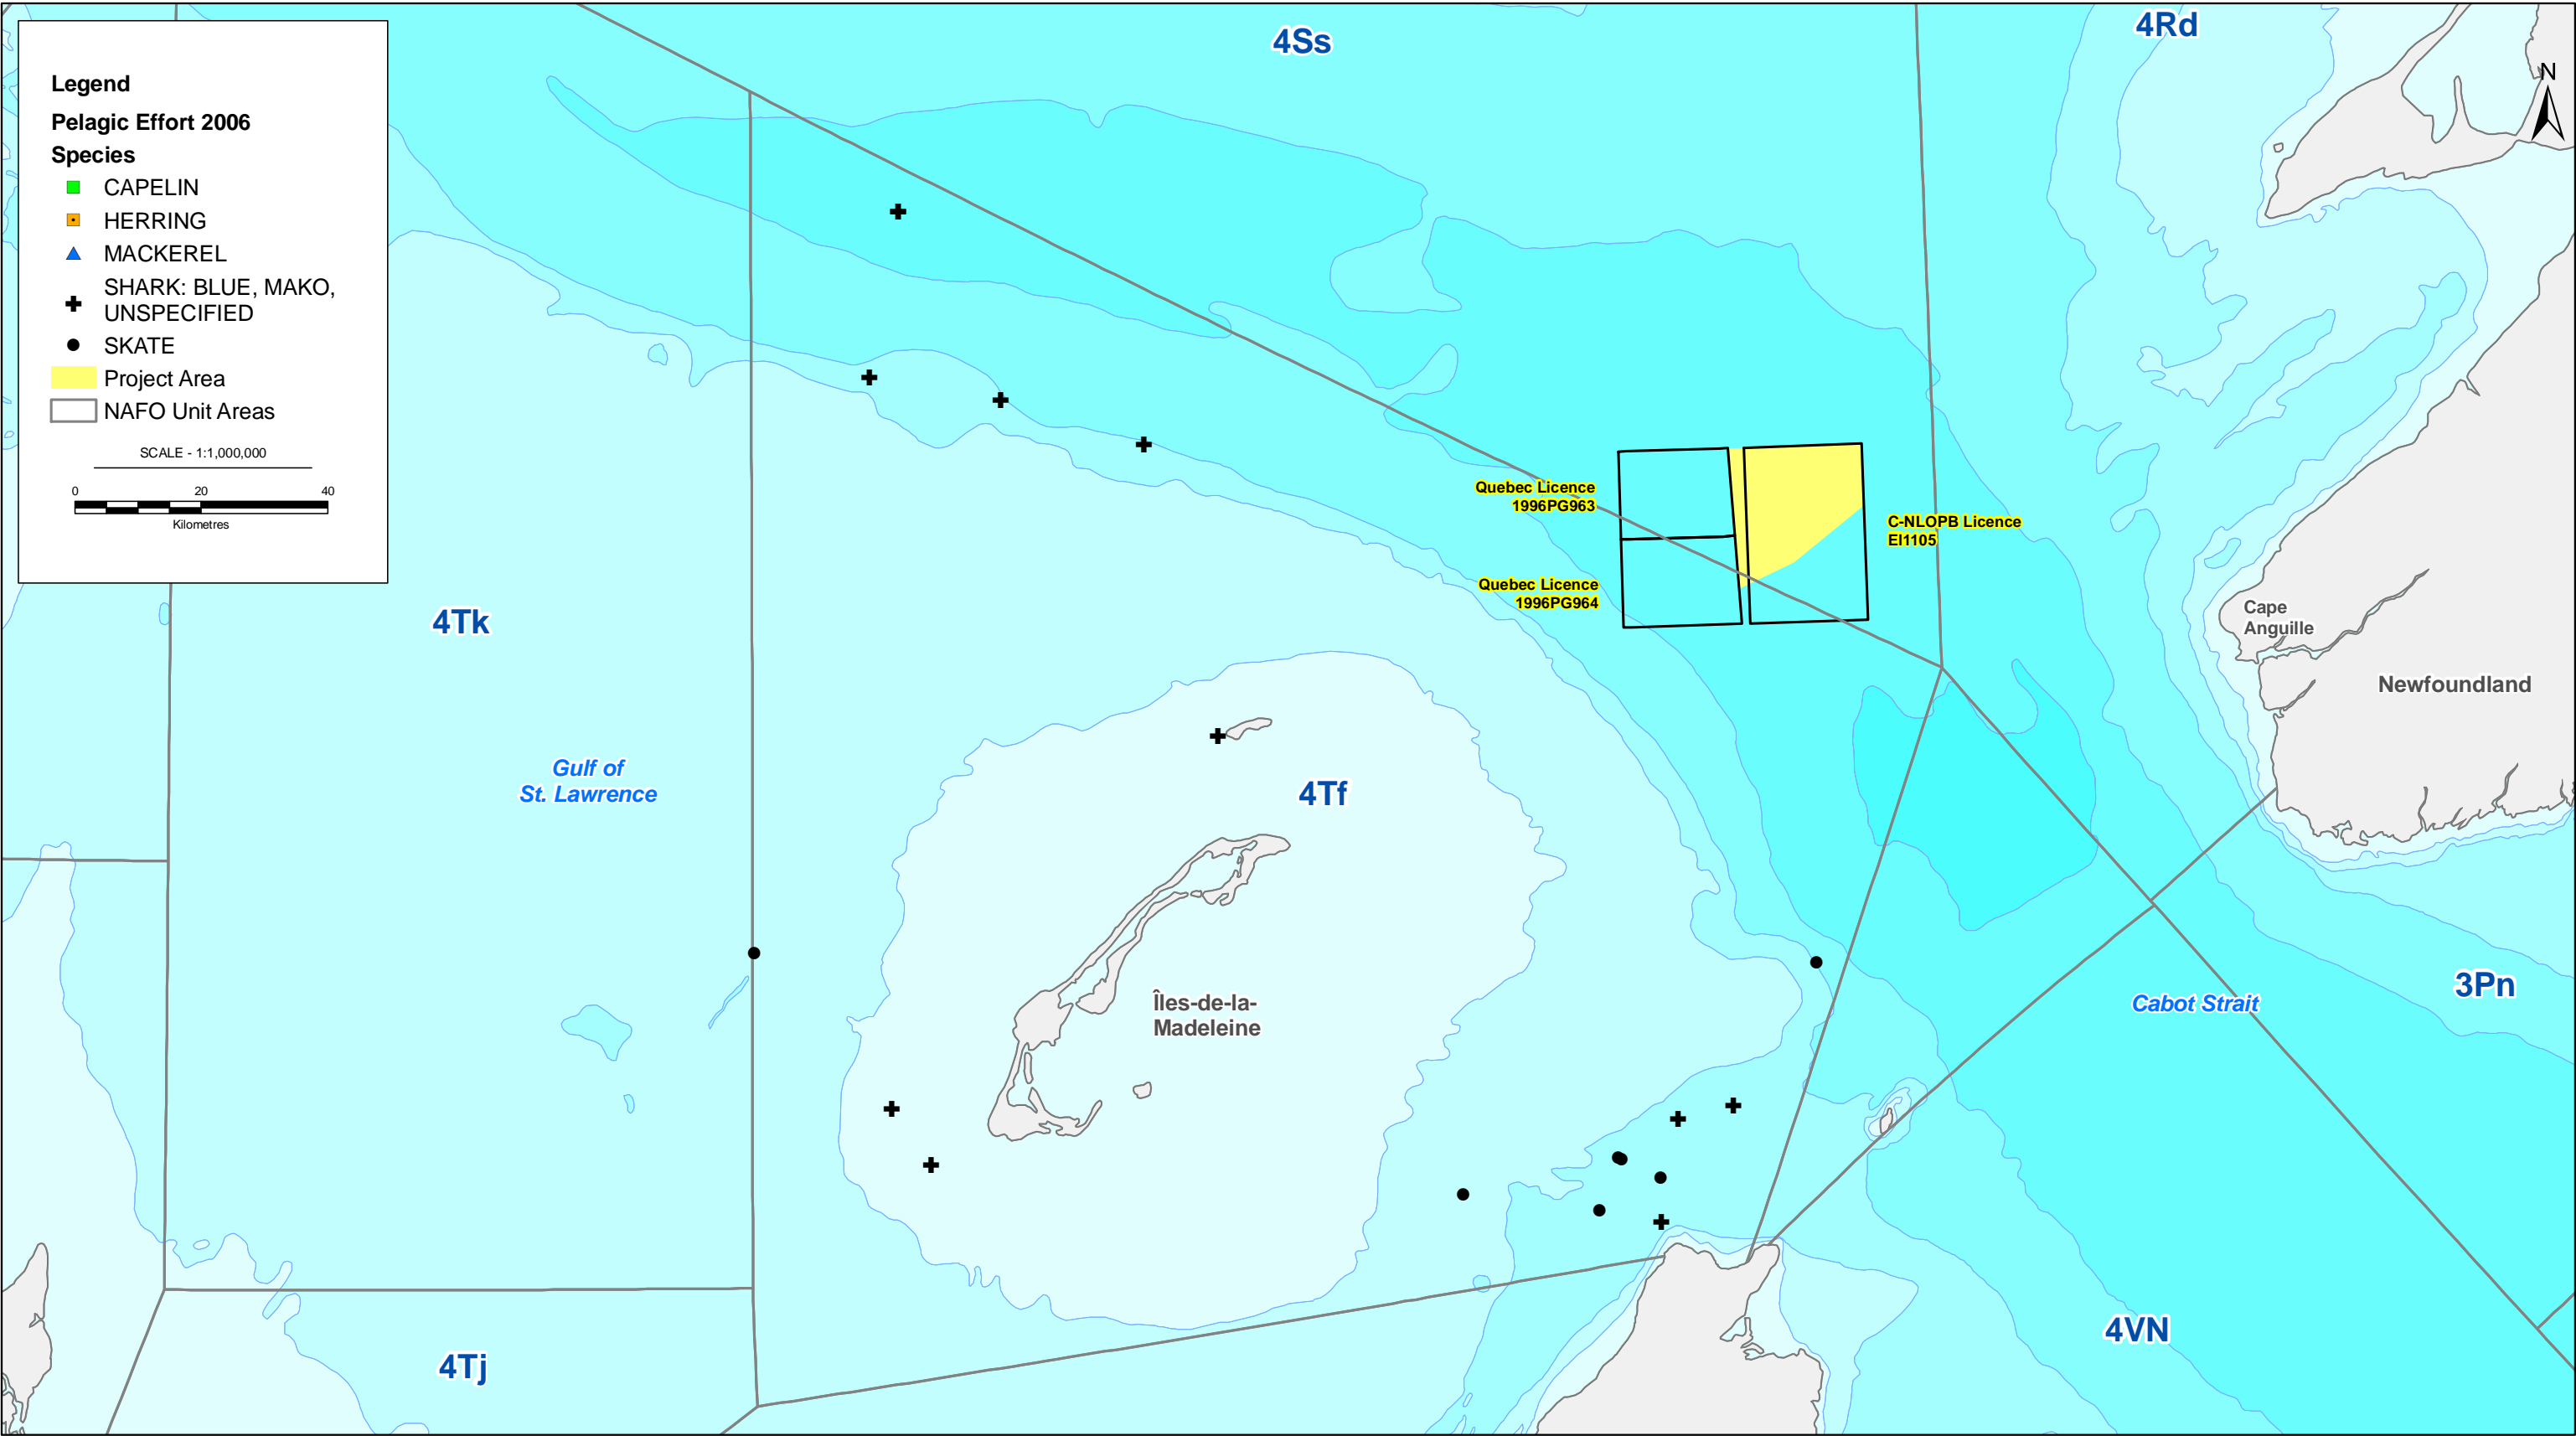 Legend
Pelagic Effort 2006
Species
CAPELIN
HERRING
MACKEREL
SHARK: BLUE, MAKO,
UNSPECIFIED
SKATE
Project Area
NAFO Unit Areas
SCALE - 1:1,000,000
0 20 40
Kilometres
4Ss
4Rd
N
Quebec Licence
1996PG963
C-NLOPB Licence
El1105
Quebec Licence
1996PG964
Cape
Anguille
Newfoundland
4Tk
Gulf of
St. Lawrence
4Tf
Îles-de-la-
Madeleine
3Pn
Cabot Strait
4VN
4Tj